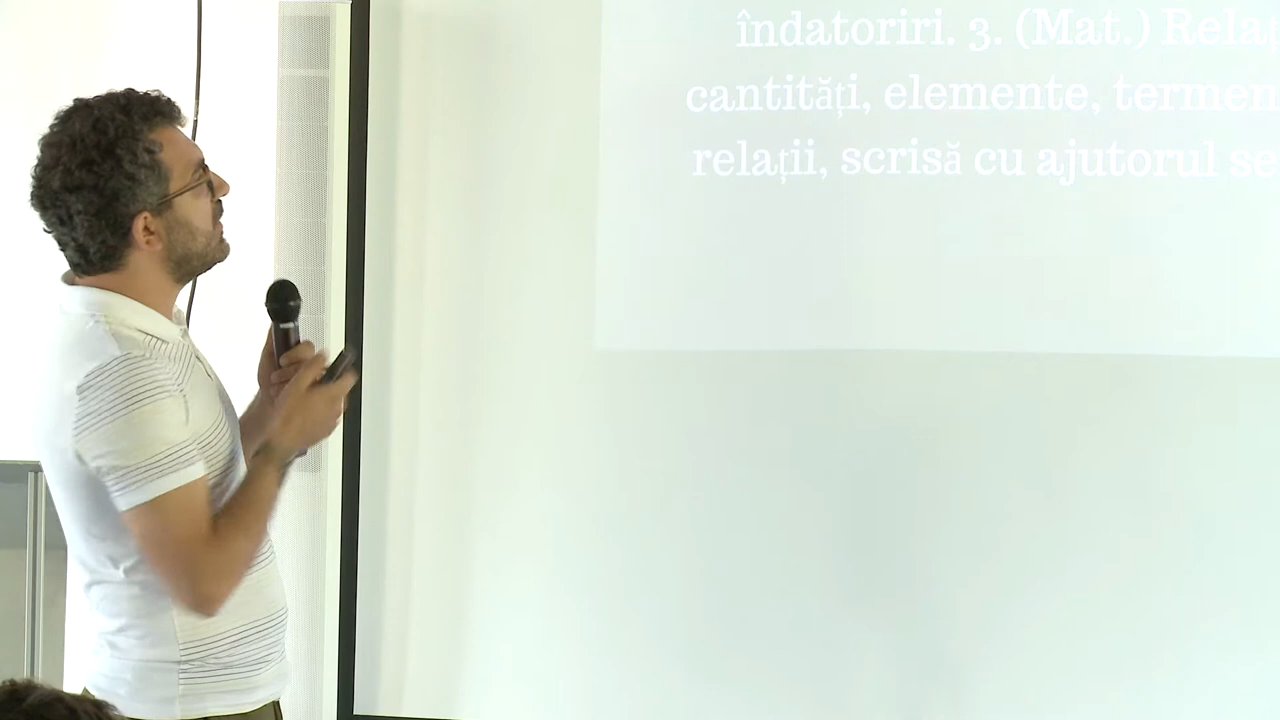 îndatoriri. 3. (Mat.) Rela
cantități, elemente, termen
relații, scrisă cu ajutorul se